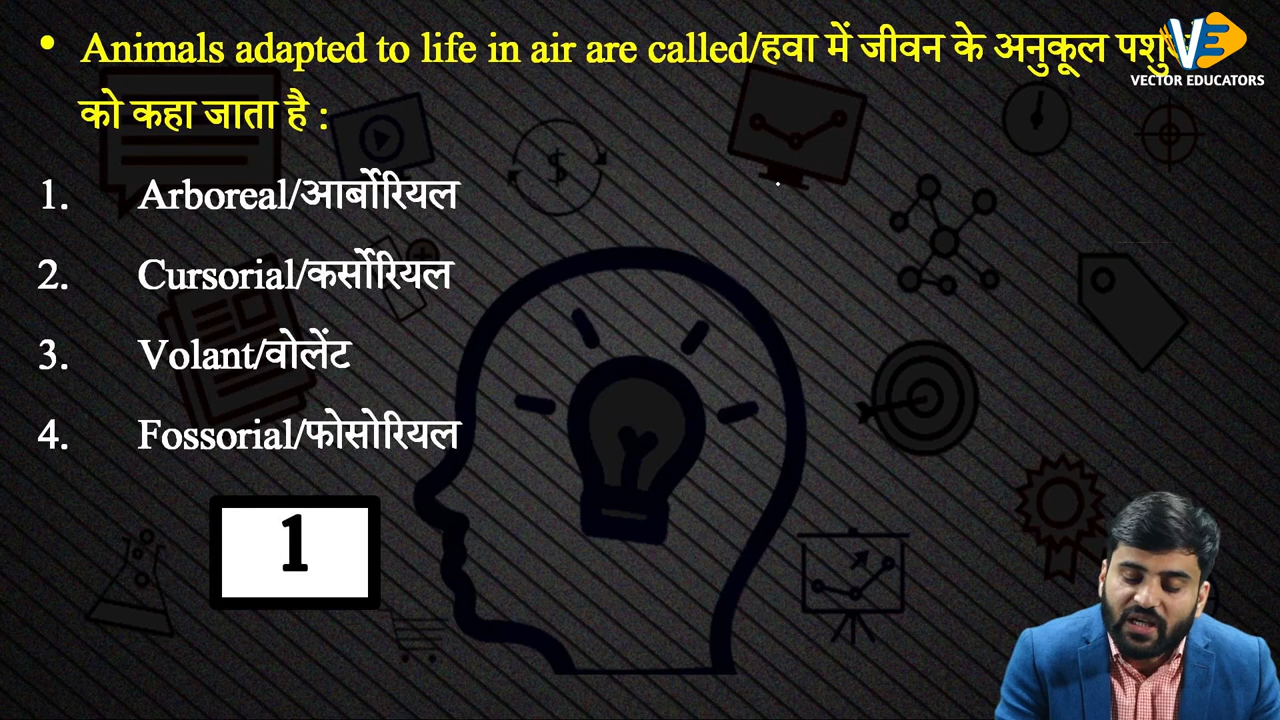 • Animals adapted to life in air are called/हवा में जीवन के अनुकूल
को कहा जाता है :
1. Arboreal/आर्बोरियल
2. Cursorial/कर्सोरियल
3. Volant/वोलेंट
4. Fossorial/फोसोरियल
1
VE
VECTOR EDUCATORS